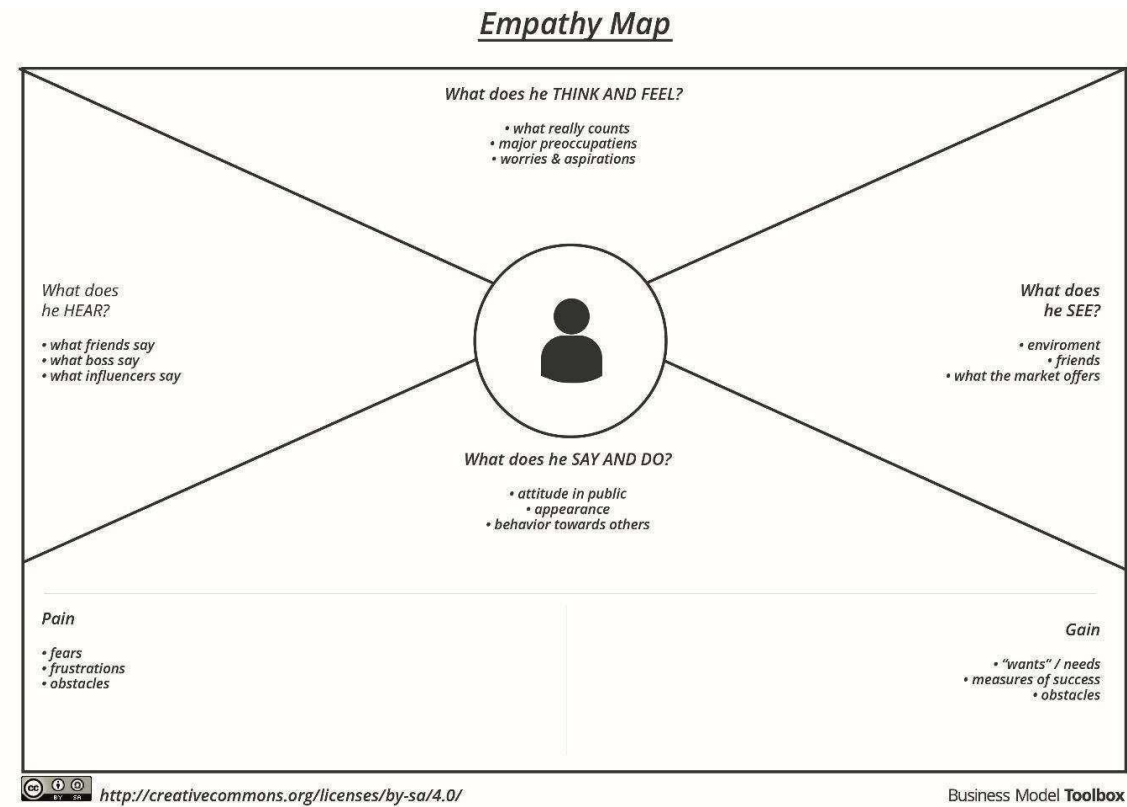 Empathy Map
What does he THINK AND FEEL?
• what really counts
• major preoccupatiens
• worries & aspirations
What does
he HEAR?
• what friends say
• what boss say
• what influencers say
What does
he SEE?
• enviroment
• friends
• what the market offers
What does he SAY AND DO?
• attitude in public
• appearance
• behavior towards others
Pain
• fears
• frustrations
• obstacles
Gain
• “wants” / needs
• measures of success
• obstacles
cc BY SA
http://creativecommons.org/licenses/by-sa/4.0/
Business Model Toolbox